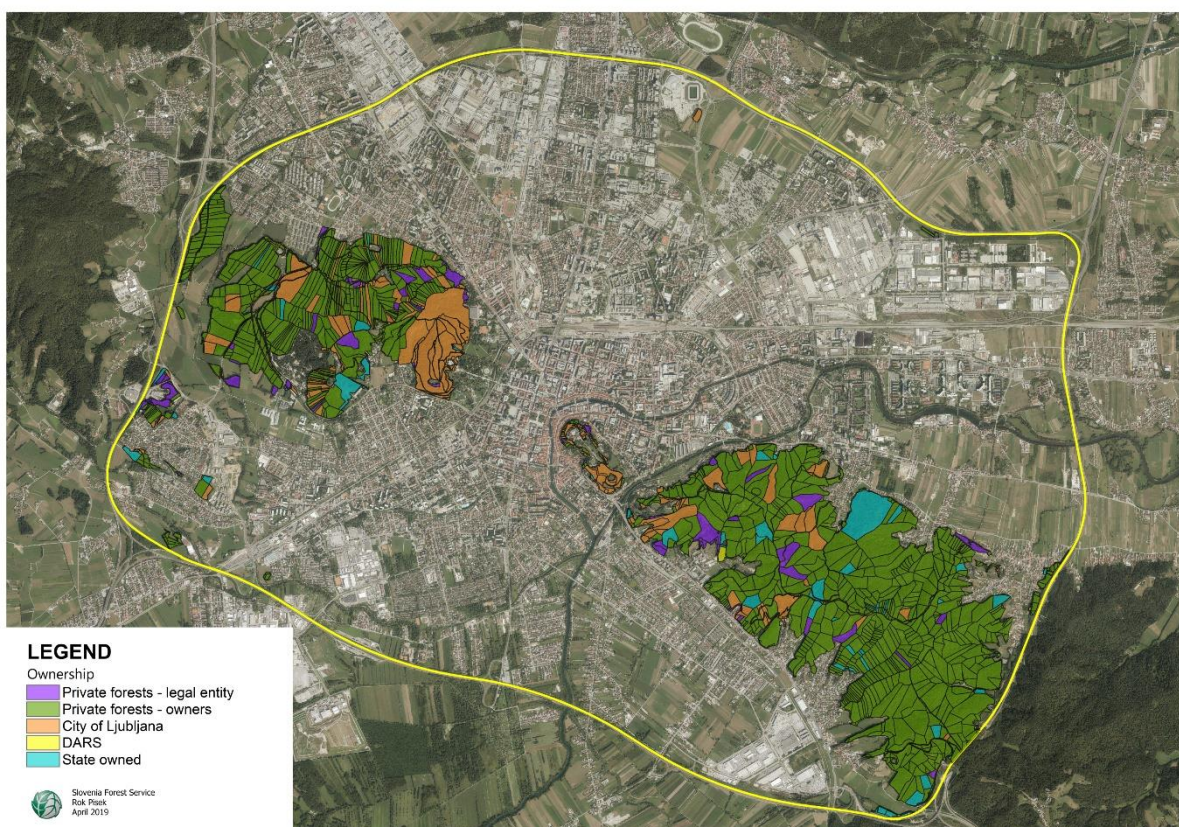 LEGEND
Ownership
Private forests - legal entity
Private forests - owners
City of Ljubljana
DARS
State owned
Slovenia Forest Service
Rok Pisek
April 2019